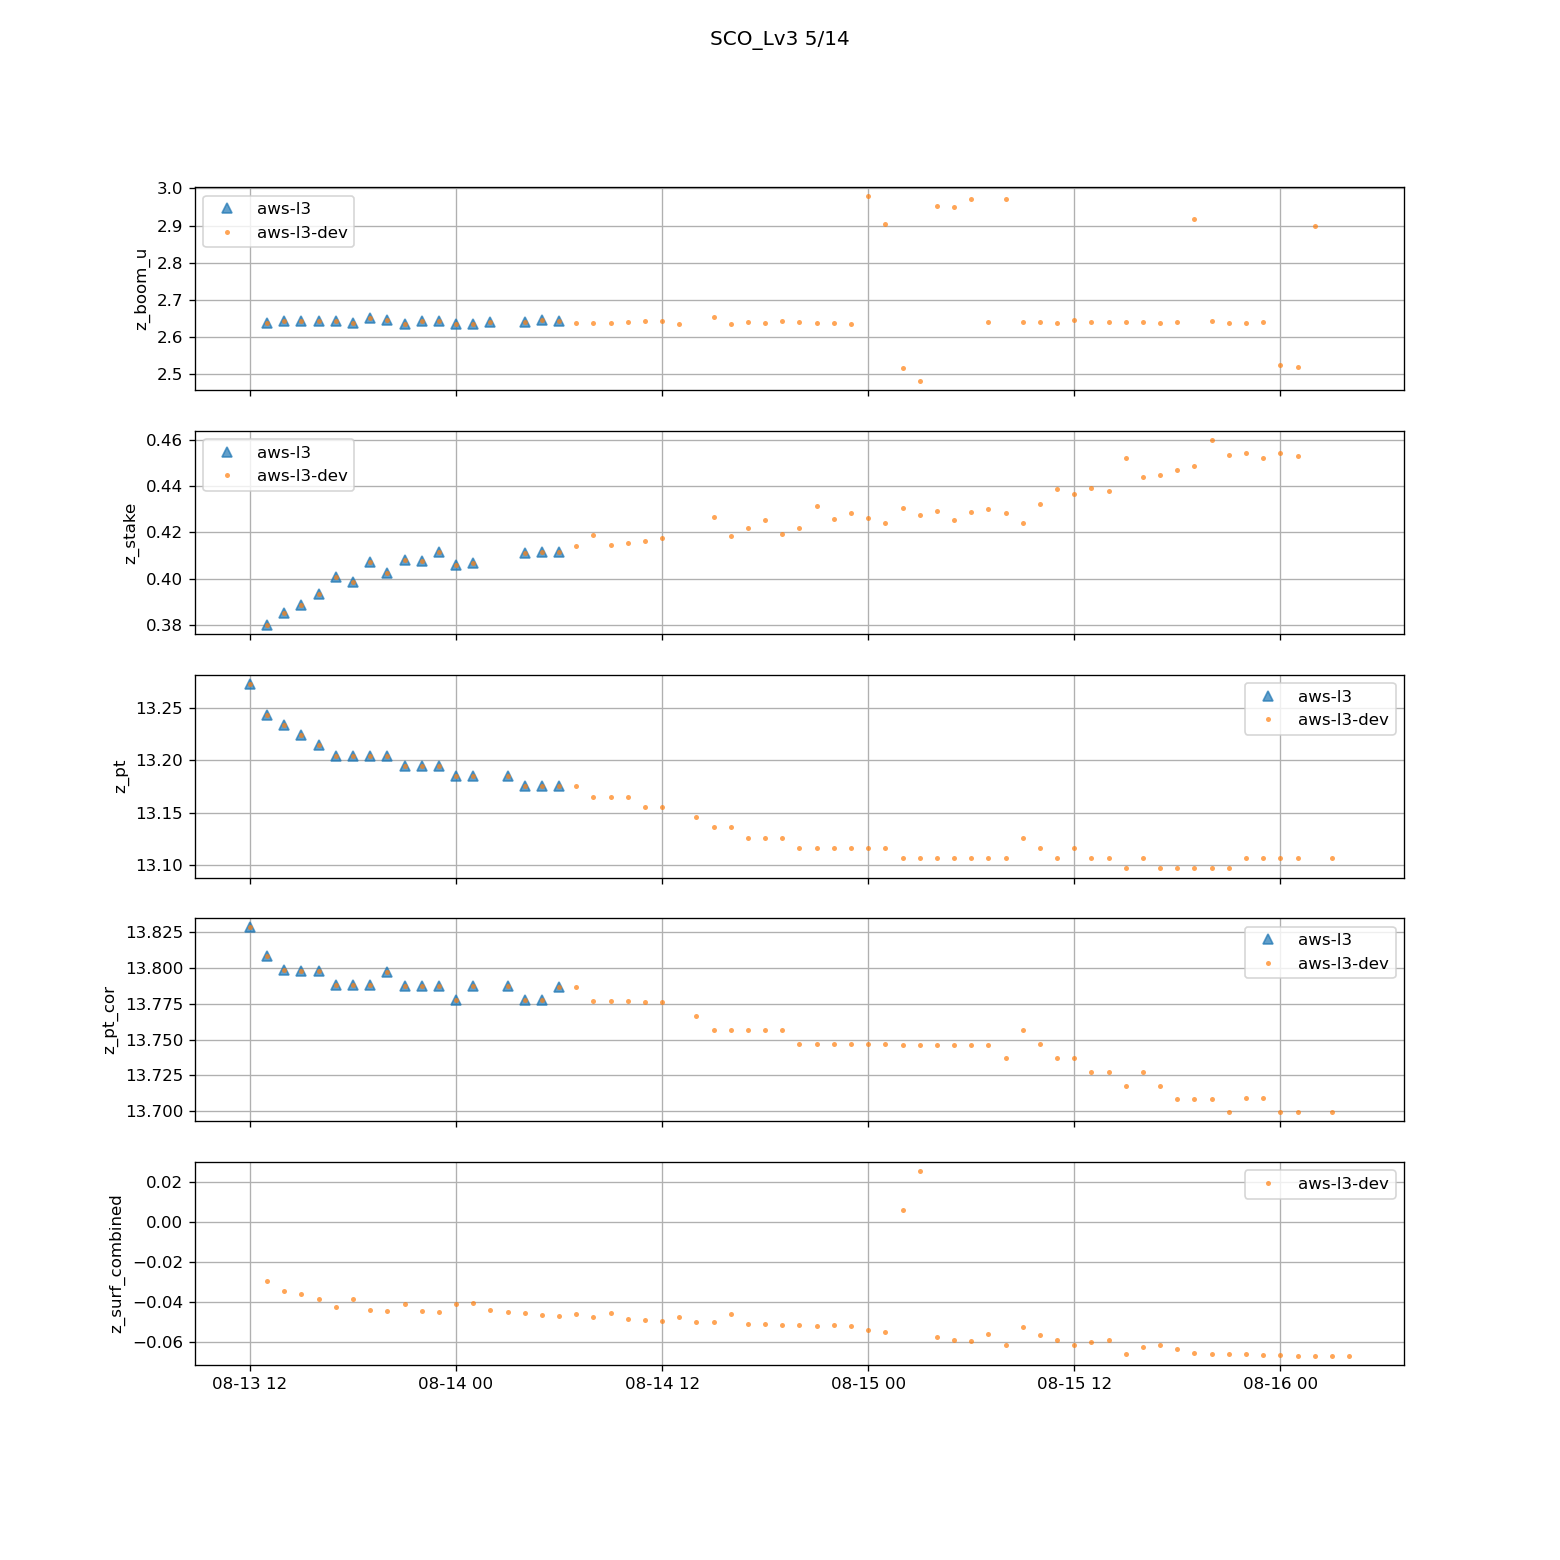 SCO_Lv3 5/14
z_boom_u
3.0
2.9
2.8
2.7
2.6
2.5
aws-l3
aws-l3-dev
z_stake
0.46
0.44
0.42
0.40
0.38
aws-l3
aws-l3-dev
z_pt
13.25
13.20
13.15
13.10
aws-l3
aws-l3-dev
z_pt_cor
13.825
13.800
13.775
13.750
13.725
13.700
aws-l3
aws-l3-dev
z_surf_combined
0.02
0.00
−0.02
−0.04
−0.06
aws-l3-dev
08-13 12
08-14 00
08-14 12
08-15 00
08-15 12
08-16 00